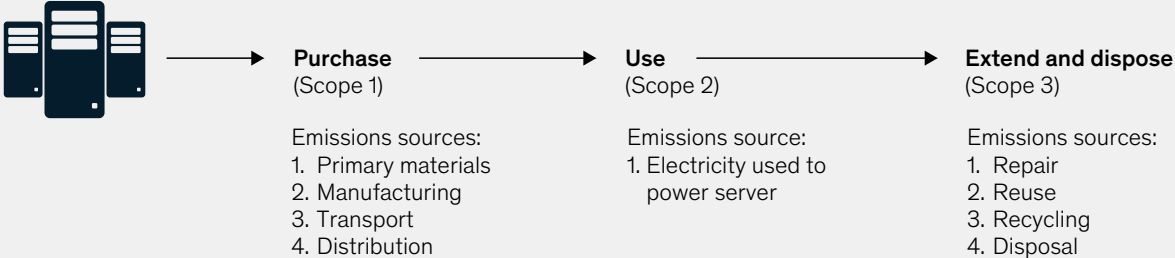 Purchase
(Scope 1)
Emissions sources:
1. Primary materials
2. Manufacturing
3. Transport
4. Distribution
Use
(Scope 2)
Emissions source:
1. Electricity used to
power server
Extend and dispose
(Scope 3)
Emissions sources:
1. Repair
2. Reuse
3. Recycling
4. Disposal